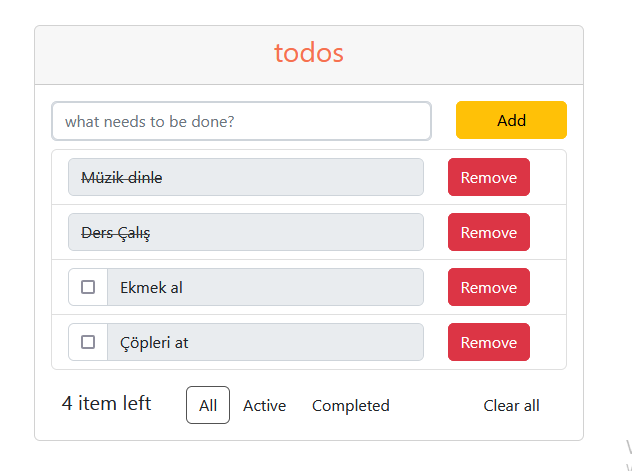 todos
what needs to be done? Add
Müzik dinle Remove
Ders Çalış Remove
Ekmek al Remove
Çöpleri at Remove
4 item left All Active Completed Clear all